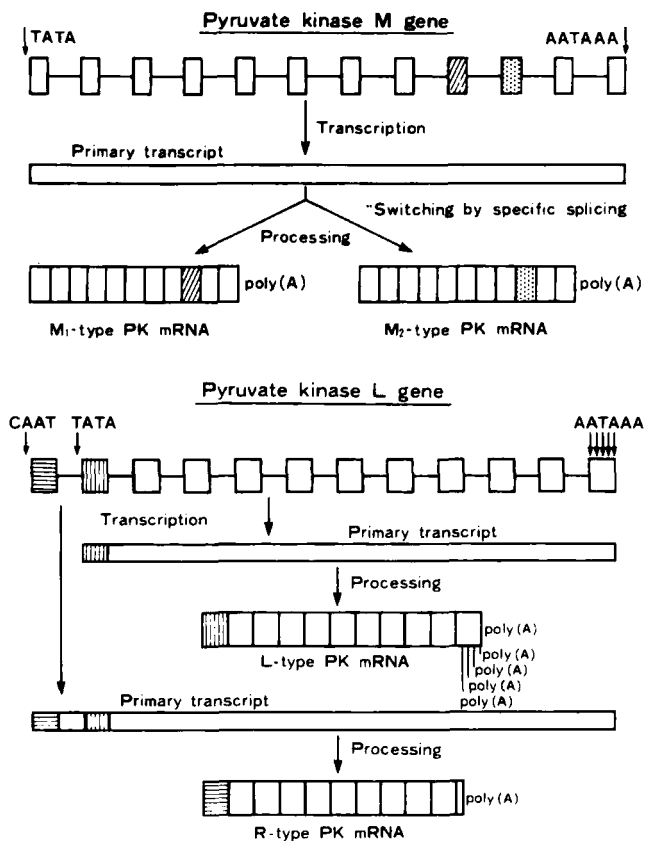 Pyruvate kinase M gene
TATA
AATAAA
Transcription
Primary transcript
"Switching by specific splicing
Processing
poly(A)
poly(A)
M₁-type PK mRNA
M₂-type PK mRNA
Pyruvate kinase L gene
CAAT
TATA
AATAAA
Transcription
Primary transcript
Processing
poly(A)
L-type PK mRNA
poly(A)
poly(A)
poly(A)
poly(A)
Primary transcript
Processing
poly(A)
R-type PK mRNA